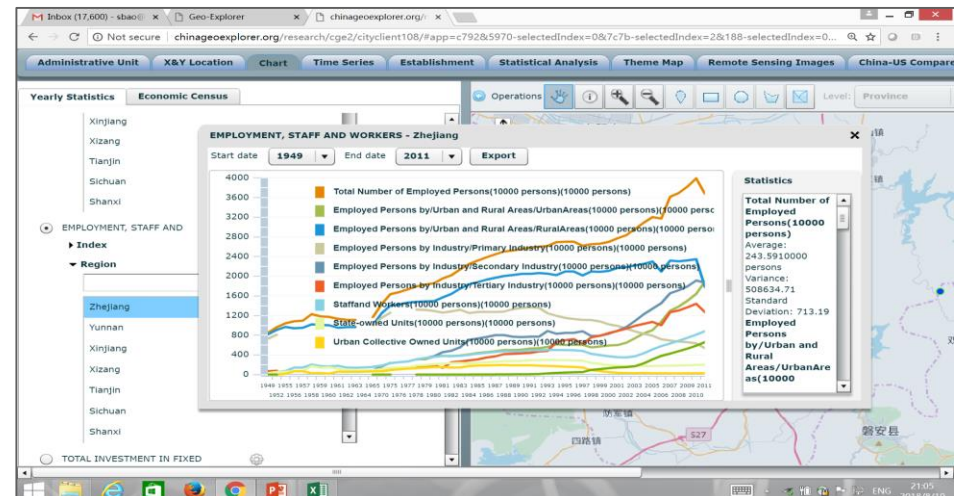 Inbox (17,600) - sbao@
Geo-Explorer
chinageoexplorer.org/
Not secure chinageoexplorer.org/research/cge2/cityclient108/#app=c792&5970-selectedIndex=0&7c7b-selectedIndex=2&188-selectedIndex=0...
Administrative Unit X&Y Location Chart Time Series Establishment Statistical Analysis Theme Map Remote Sensing Images China-US Compare
Yearly Statistics Economic Census
Operations Level: Province
Xinjiang
Xizang
Tianjin
Sichuan
Shanxi
EMPLOYMENT, STAFF AND
Index
Region
Zhejiang
Yunnan
Xinjiang
Xizang
Tianjin
Sichuan
Shanxi
TOTAL INVESTMENT IN FIXED
EMPLOYMENT, STAFF AND WORKERS - Zhejiang
Start date 1949 End date 2011 Export
4000
3600
3200
2800
2400
2000
1600
1200
800
400
0
Total Number of Employed Persons(10000 persons)(10000 persons)
Employed Persons by/Urban and Rural Areas/UrbanAreas(10000 persons)(10000 perso
Employed Persons by/Urban and Rural Areas/RuralAreas(10000 persons)(10000 person
Employed Persons by Industry/Primary Industry(10000 persons)(10000 persons)
Employed Persons by Industry/Secondary Industry(10000 persons)(10000 persons)
Employed Persons by Industry/Tertiary Industry(10000 persons)(10000 persons)
Staffand Workers(10000 persons)(10000 persons)
State-owned Units(10000 persons)(10000 persons)
Urban Collective Owned Units(10000 persons)(10000 persons)
Statistics
Total Number of
Employed
Persons(10000
persons)
Average:
243.5910000
persons
Variance:
508634.71
Standard
Deviation: 713.19
Employed
Persons
by/Urban and
Rural
Areas/UrbanAre
as(10000
527
磐安县
ENG
21:05